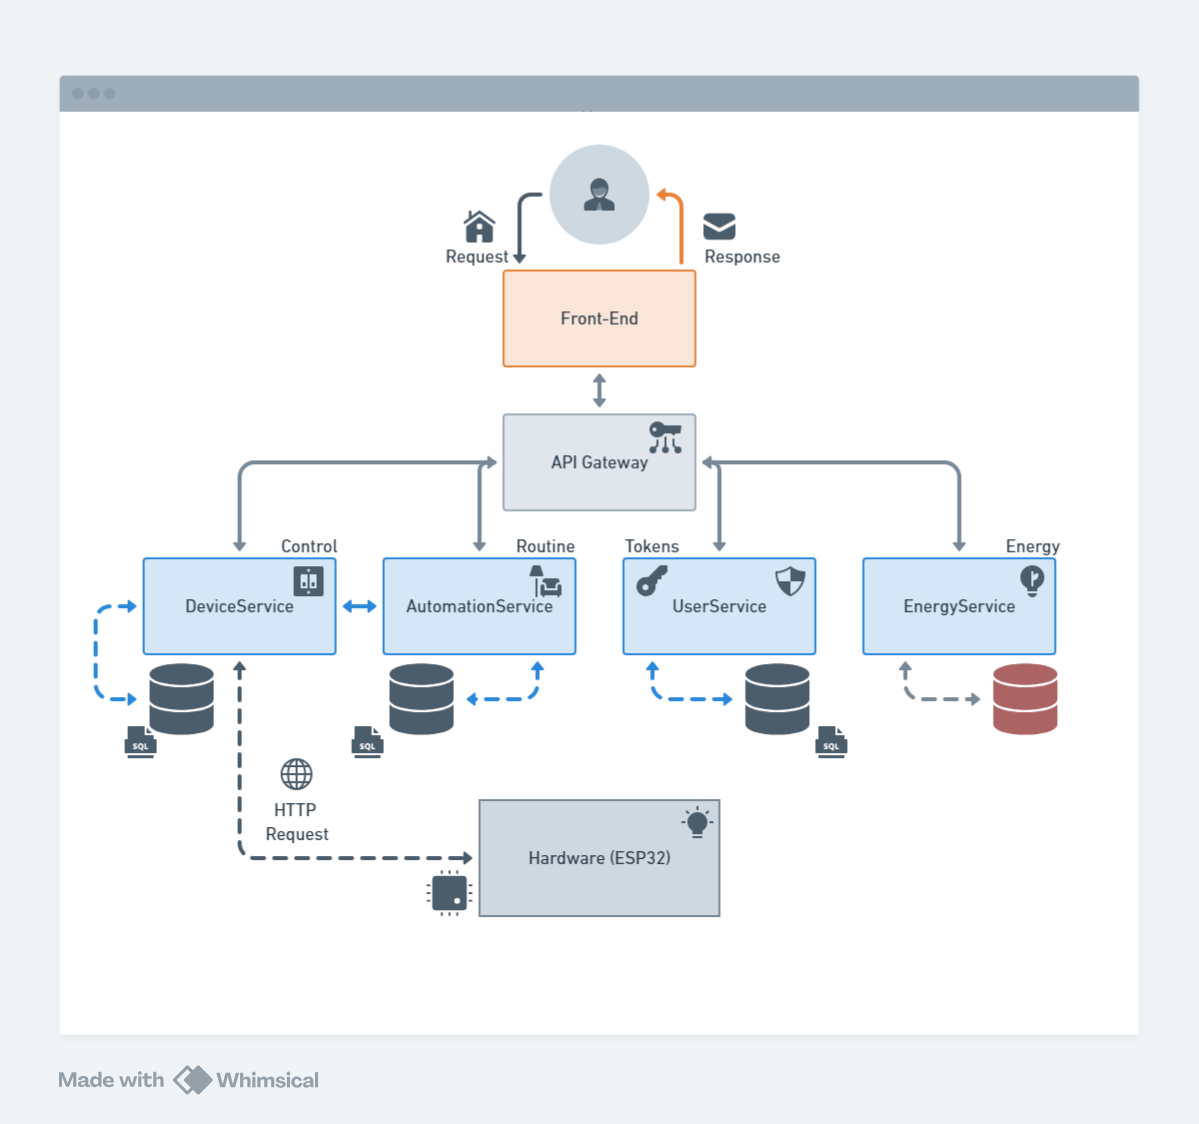 Request
Response
Front-End
API Gateway
Control
Routine
Tokens
Energy
DeviceService
AutomationService
UserService
EnergyService
SQL
SQL
SQL
HTTP
Request
Hardware (ESP32)
Made with Whimsical